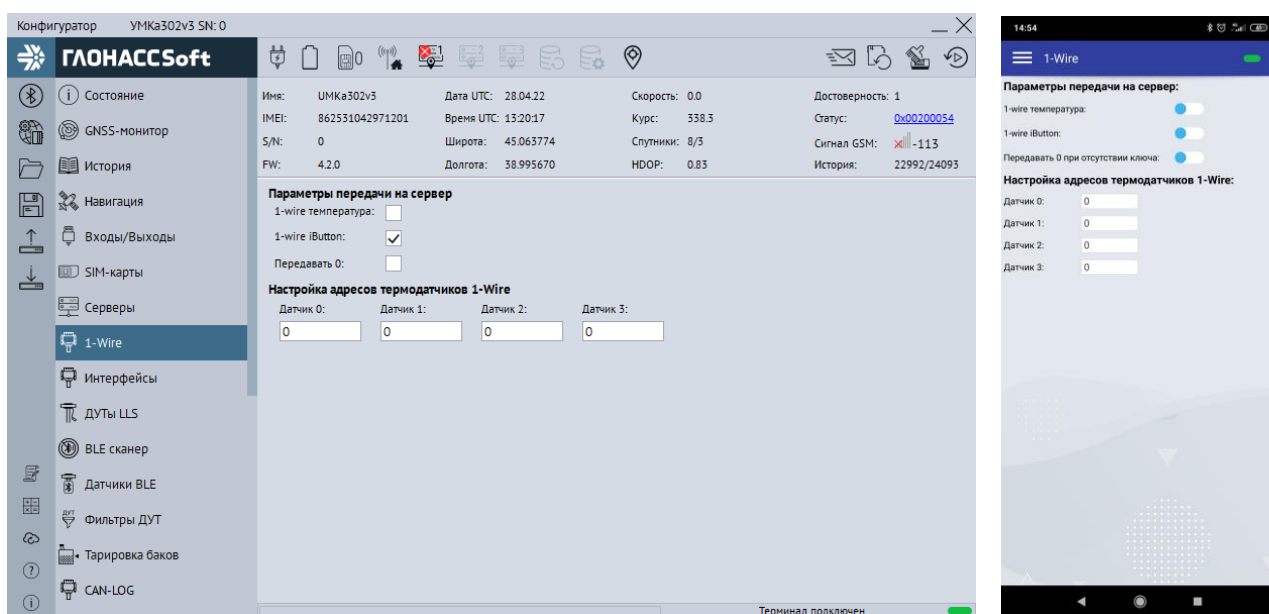 Конфигуратор УМКа302v3 SN: 0
ГЛОНАССSoft
0
Состояние
GNSS-монитор
История
Навигация
Входы/Выходы
SIM-карты
Серверы
1-Wire
Интерфейсы
ДУТы LLS
BLE сканер
Датчики BLE
Фильтры ДУТ
Тарировка баков
CAN-LOG
Имя: UMKa302v3 Дата UTC: 28.04.22 Скорость: 0.0 Достоверность: 1
IMEI: 862531042971201 Время UTC: 13:20:17 Курс: 338.3 Статус: 0x00200054
S/N: 0 Широта: 45.063774 Спутники: 8/3 Сигнал GSM: -113
FW: 4.2.0 Долгота: 38.995670 HDOP: 0.83 История: 22992/24093
Параметры передачи на сервер
1-wire температура:
1-wire iButton:
Передавать 0:
Настройка адресов термодатчиков 1-Wire
Датчик 0: Датчик 1: Датчик 2: Датчик 3:
0 0 0 0
Терминал подключен
14:54
1-Wire
Параметры передачи на сервер:
1-wire температура:
1-wire iButton:
Передавать 0 при отсутствии ключа:
Настройка адресов термодатчиков 1-Wire:
Датчик 0: 0
Датчик 1: 0
Датчик 2: 0
Датчик 3: 0